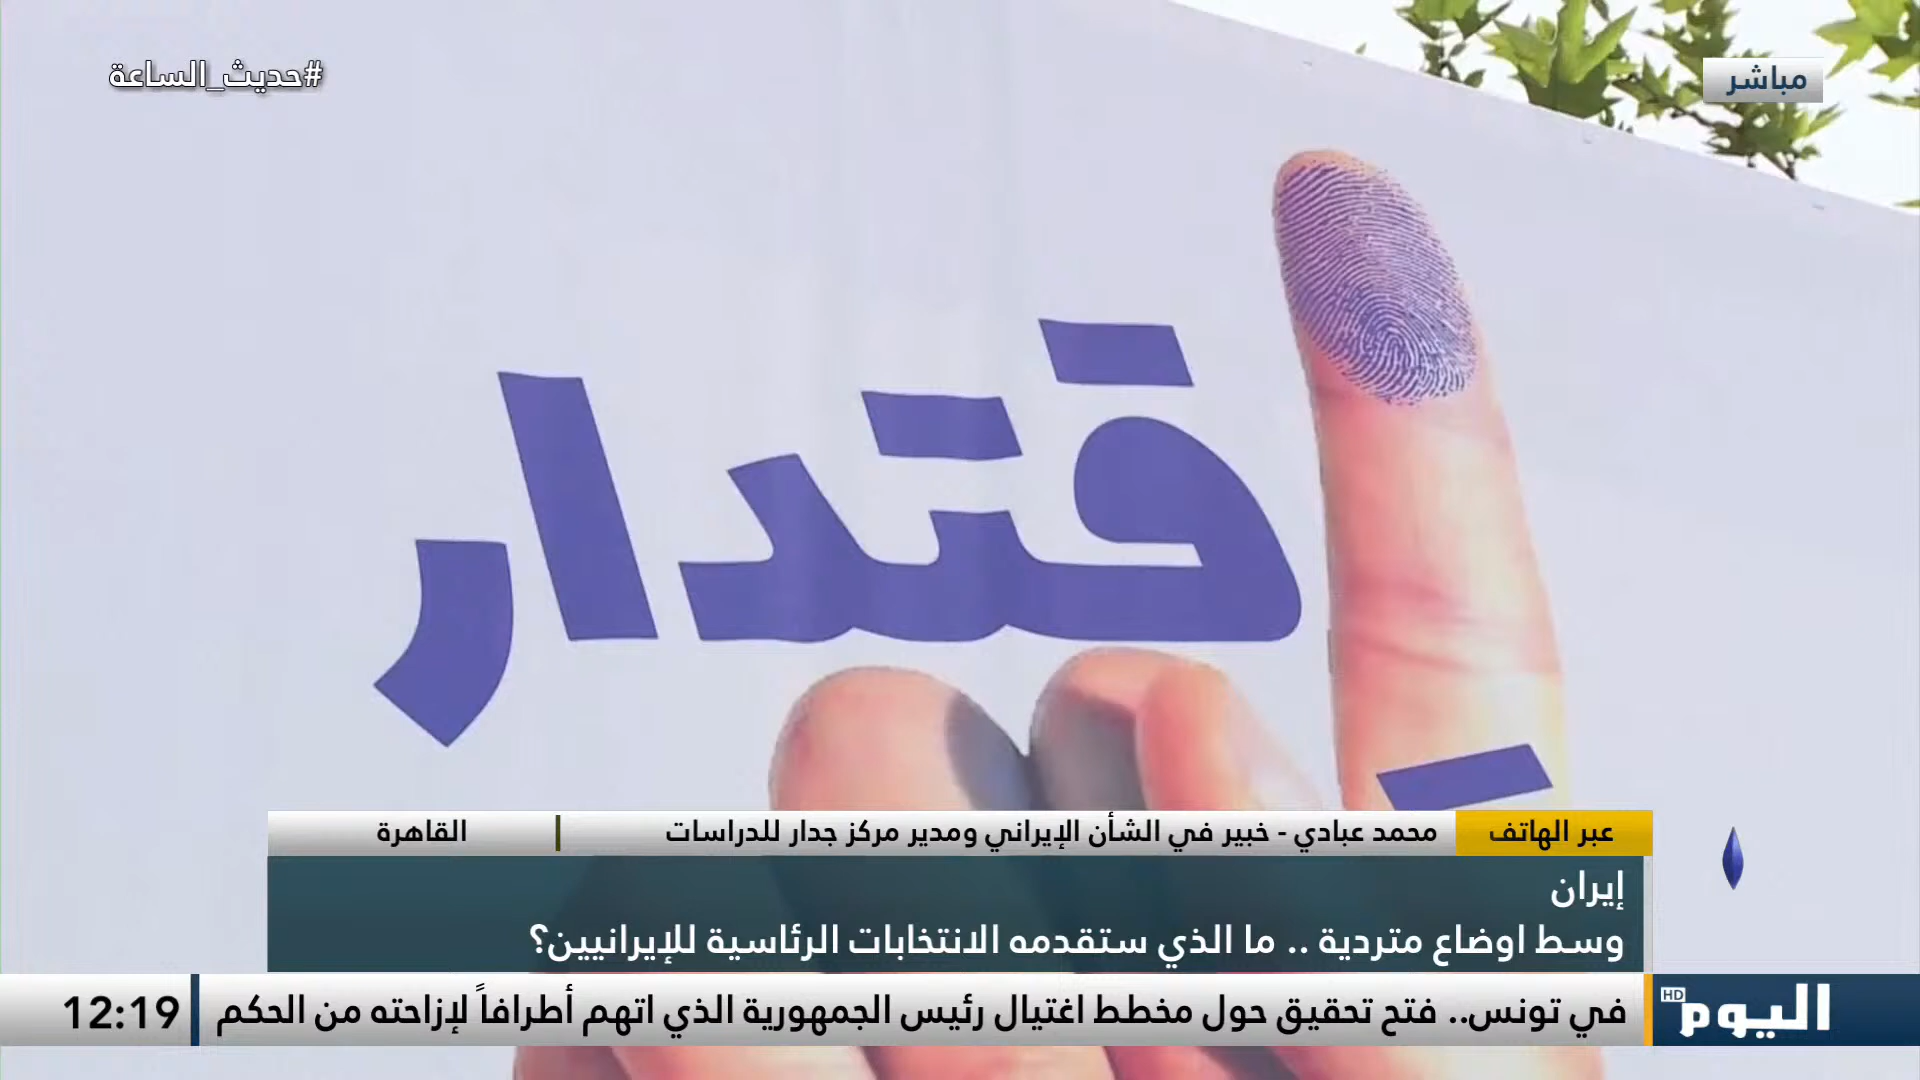 #حديث_الساعة
مباشر
قتدار
عبر الهاتف
محمد عبادي - خبير في الشأن الإيراني ومدير مركز جدار للدراسات
القاهرة
إيران
وسط اوضاع متردية .. ما الذي ستقدمه الانتخابات الرئاسية للإيرانيين؟
في تونس.. فتح تحقيق حول مخطط اغتيال رئيس الجمهورية الذي اتهم أطرافاً لإزاحته من الحكم
12:19
اليوم HD